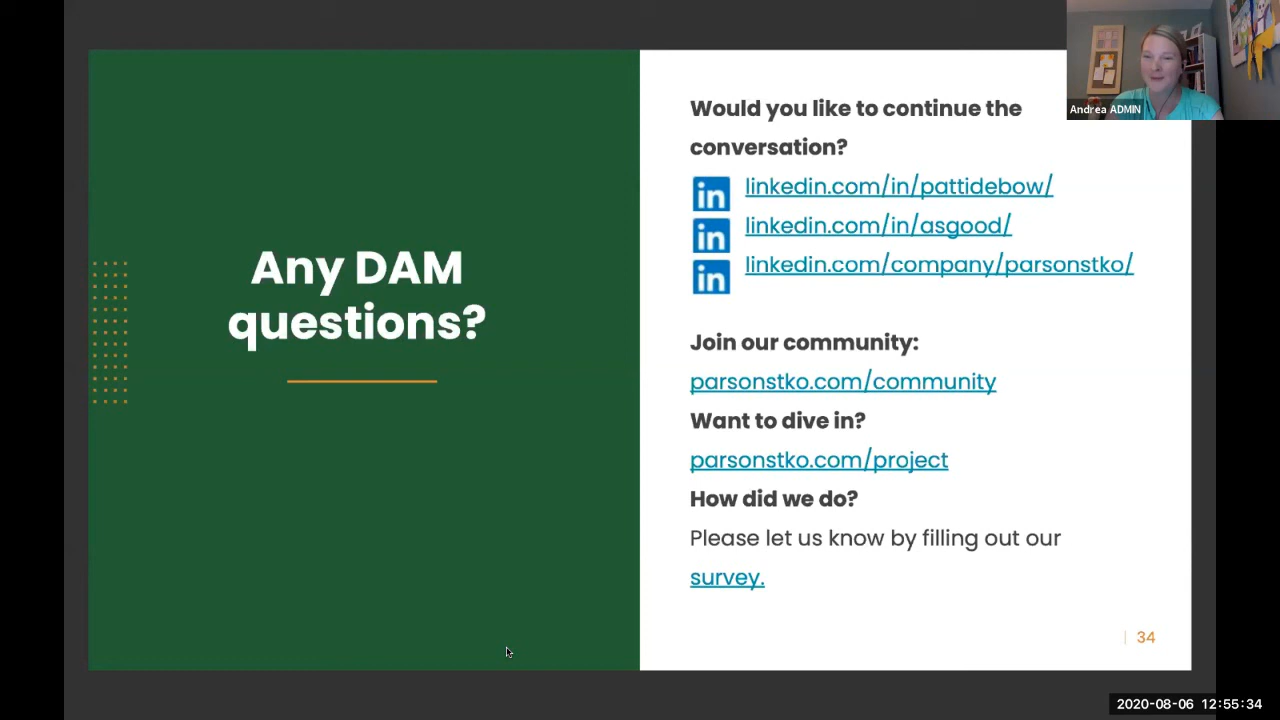 Any DAM
questions?
Would you like to continue the
conversation?
in linkedin.com/in/pattidebow/
in linkedin.com/in/asgood/
in linkedin.com/company/parsonstko/
Join our community:
parsonstko.com/community
Want to dive in?
parsonstko.com/project
How did we do?
Please let us know by filling out our
survey.
34
Andrea ADMIN
2020-08-06 12:55:34